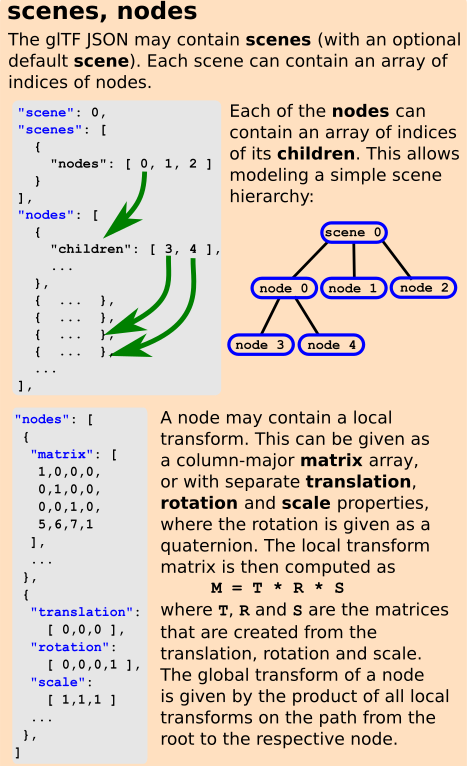 scenes, nodes
The glTF JSON may contain scenes (with an optional
default scene). Each scene can contain an array of
indices of nodes.
"scene": 0,
"scenes": [
{
"nodes": [ 0, 1, 2 ]
}
],
"nodes": [
{
"children": [ 3, 4 ],
...
},
{ ... },
{ ... },
{ ... },
{ ... },
...
],
Each of the nodes can
contain an array of indices
of its children. This allows
modeling a simple scene
hierarchy:
scene 0
node 0 node 1 node 2
node 3 node 4
"nodes": [
{
"matrix": [
1,0,0,0,
0,1,0,0,
0,0,1,0,
5,6,7,1
],
...
},
{
"translation":
[ 0,0,0 ],
"rotation":
[ 0,0,0,1 ],
"scale":
[ 1,1,1 ]
...
},
]
A node may contain a local
transform. This can be given as
a column-major matrix array,
or with separate translation,
rotation and scale properties,
where the rotation is given as a
quaternion. The local transform
matrix is then computed as
M = T * R * S
where T, R and S are the matrices
that are created from the
translation, rotation and scale.
The global transform of a node
is given by the product of all local
transforms on the path from the
root to the respective node.